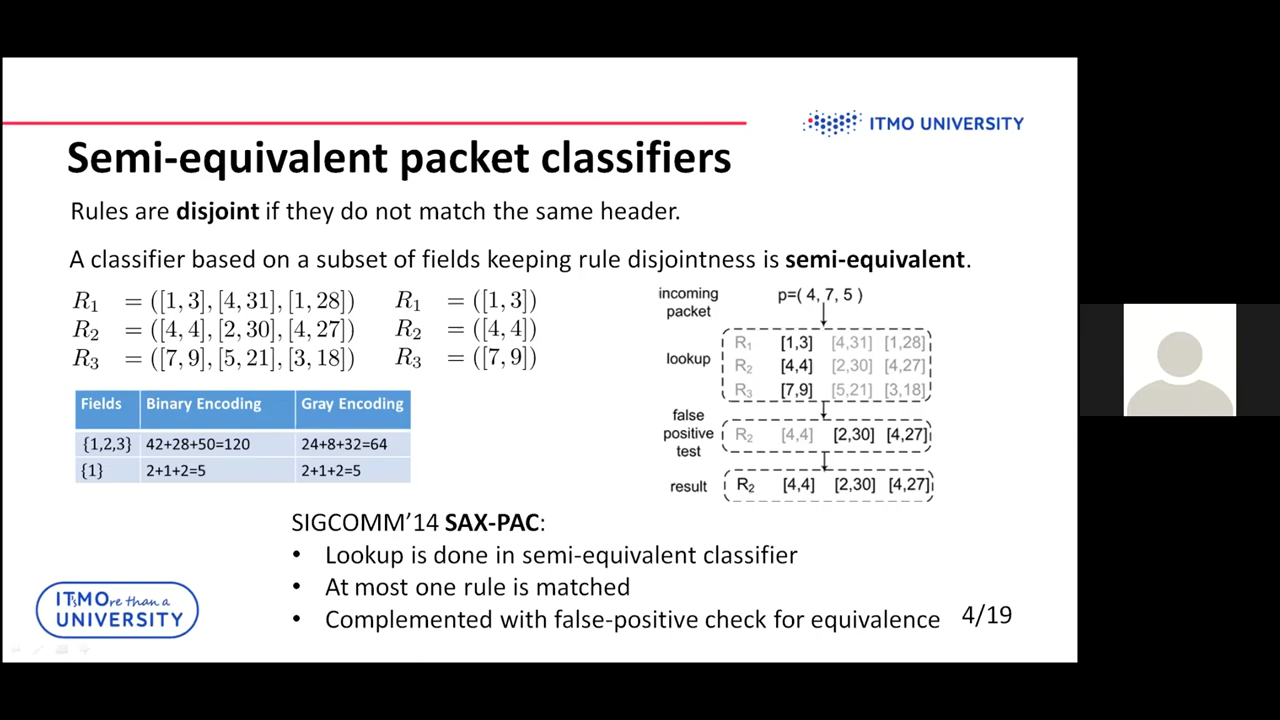 ITMO UNIVERSITY
Semi-equivalent packet classifiers
Rules are disjoint if they do not match the same header.
A classifier based on a subset of fields keeping rule disjointness is semi-equivalent.
R1 = ([1, 3], [4, 31], [1, 28]) R1 = ([1, 3])
R2 = ([4, 4], [2, 30], [4, 27]) R2 = ([4, 4])
R3 = ([7, 9], [5, 21], [3, 18]) R3 = ([7, 9])
Fields Binary Encoding Gray Encoding
{1,2,3} 42+28+50=120 24+8+32=64
{1} 2+1+2=5 2+1+2=5
incoming packet p=( 4, 7, 5 )
lookup
R1 [1,3] [4,31] [1,28]
R2 [4,4] [2,30] [4,27]
R3 [7,9] [5,21] [3,18]
false positive test R2 [4,4] [2,30] [4,27]
result R2 [4,4] [2,30] [4,27]
SIGCOMM’14 SAX-PAC:
• Lookup is done in semi-equivalent classifier
• At most one rule is matched
• Complemented with false-positive check for equivalence
4/19
IT's MOre than a
UNIVERSITY